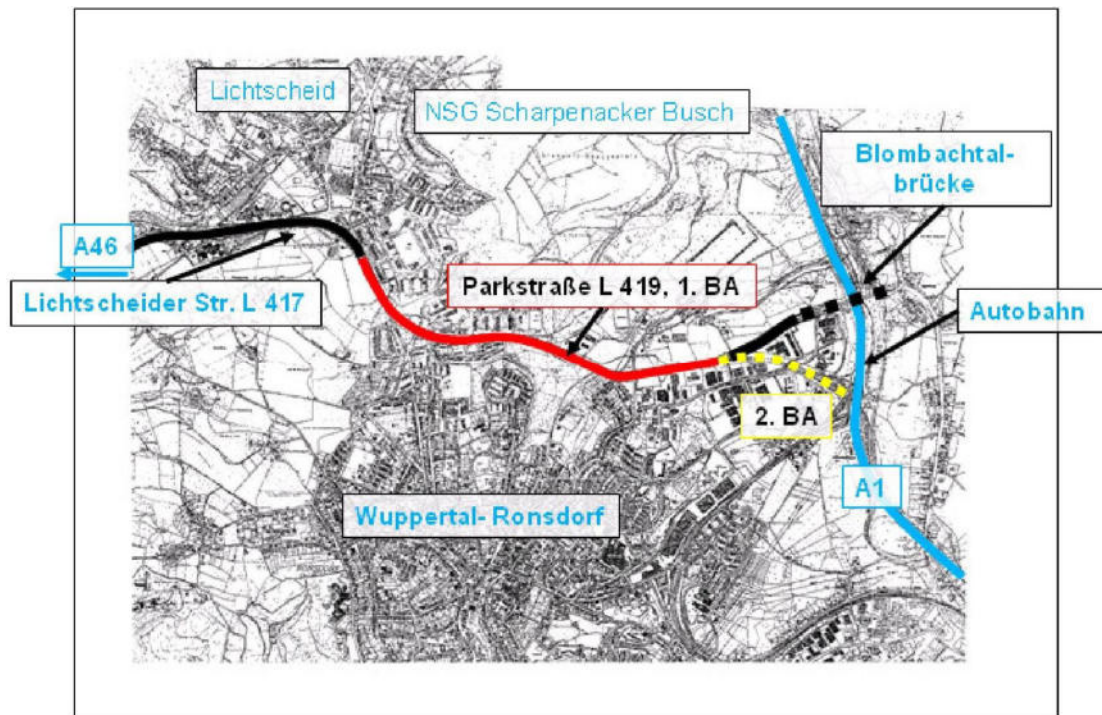 Lichtscheid
NSG Scharpenacker Busch
Blombachtal-
brücke
A46
Lichtscheider Str. L 417
Parkstraße L 419, 1. BA
Autobahn
2. BA
A1
Wuppertal- Ronsdorf